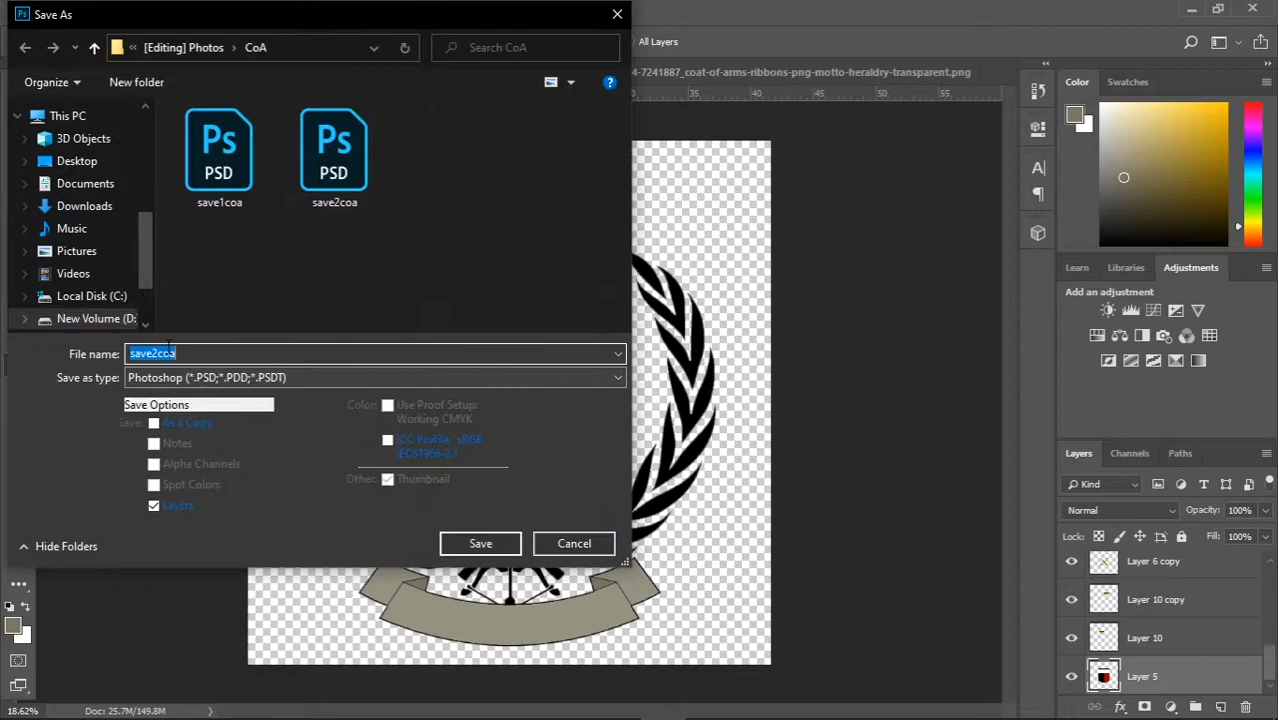 Ps Save As
[Editing] Photos
CoA
Search CoA
All Layers
4-7241887_coat-of-arms-ribbons-png-motto-heraldry-transparent.png
Organize
New folder
30 35 40 45 50 55
Color
Swatches
This PC
3D Objects
Desktop
Documents
Downloads
Music
Pictures
Videos
Local Disk (C:)
New Volume (D:
Ps
PSD
save1coa
Ps
PSD
save2coa
File name:
save2coa
Save as type:
Photoshop (*.PSD;*.PDD;*.PSDT)
Save Options
Save:
As a Copy
Notes
Alpha Channels
Spot Colors
Layers
Color:
Use Proof Setup:
Working CMYK
ICC Profile: sRGB
IEC61966-2.1
Other:
Thumbnail
Hide Folders
Save
Cancel
Learn
Libraries
Adjustments
Add an adjustment
Layers
Channels
Paths
Kind
Normal
Opacity: 100%
Lock:
Fill: 100%
Layer 6 copy
Layer 10 copy
Layer 10
Layer 5
18.62%
Doc: 25.7M/149.8M